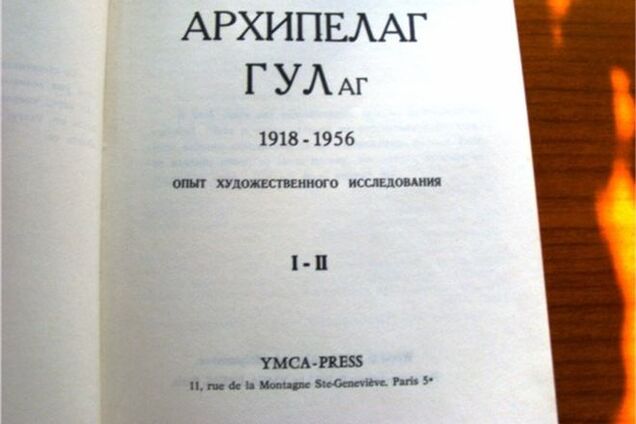 АРХИПЕЛАГ
ГУЛаг
1918 - 1956
ОПЫТ ХУДОЖЕСТВЕННОГО ИССЛЕДОВАНИЯ
I - II
YMCA-PRESS
11, rue de la Montagne Ste-Geneviève. Paris 5e